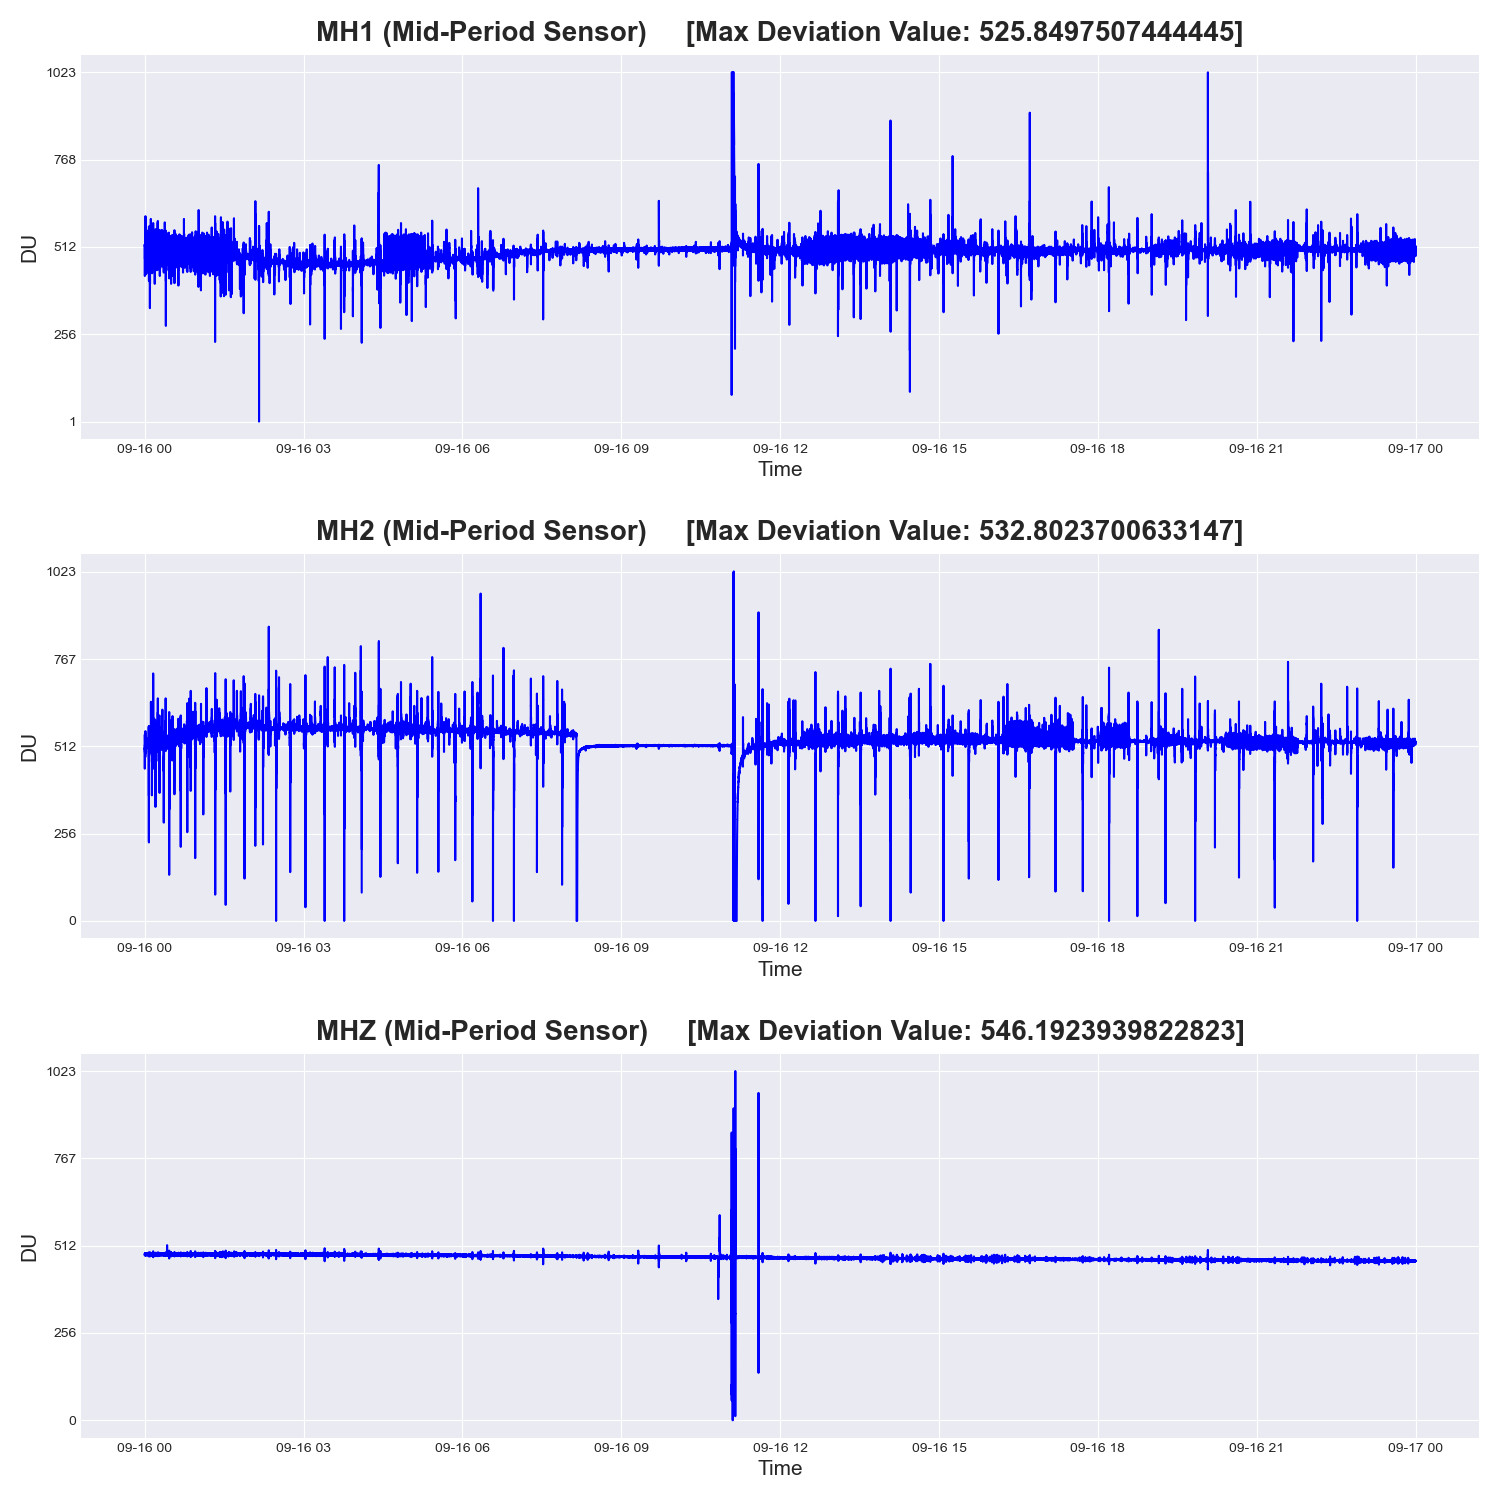 MH1 (Mid-Period Sensor) [Max Deviation Value: 525.8497507444445]
1023
768
512
256
1
DU
09-16 00 09-16 03 09-16 06 09-16 09 09-16 12 09-16 15 09-16 18 09-16 21 09-17 00
Time
MH2 (Mid-Period Sensor) [Max Deviation Value: 532.8023700633147]
1023
767
512
256
0
DU
09-16 00 09-16 03 09-16 06 09-16 09 09-16 12 09-16 15 09-16 18 09-16 21 09-17 00
Time
MHZ (Mid-Period Sensor) [Max Deviation Value: 546.1923939822823]
1023
767
512
256
0
DU
09-16 00 09-16 03 09-16 06 09-16 09 09-16 12 09-16 15 09-16 18 09-16 21 09-17 00
Time